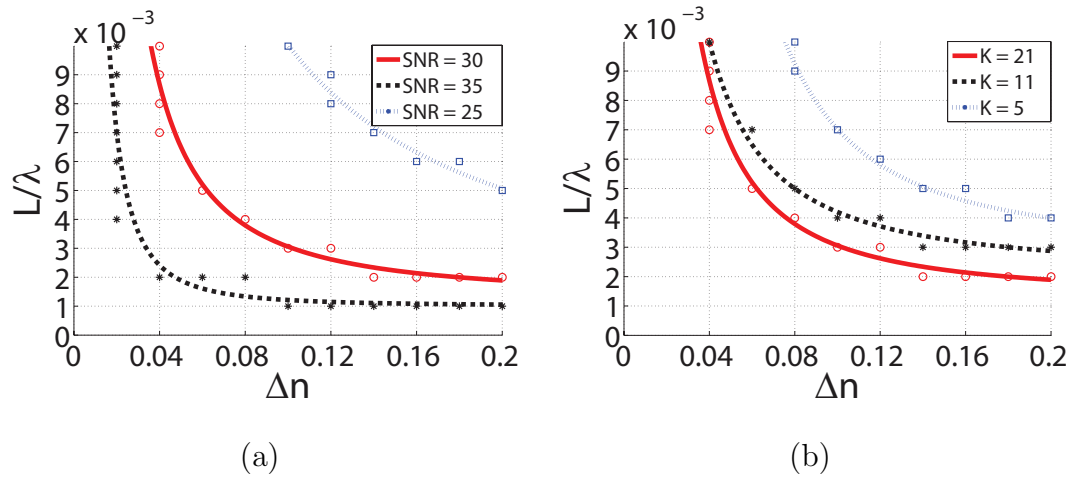 x 10⁻³
9
8
7
6
5
4
3
2
1
0
L/λ
0 0.04 0.08 0.12 0.16 0.2
Δn
SNR = 30
SNR = 35
SNR = 25
(a)
x 10⁻³
9
8
7
6
5
4
3
2
1
0
L/λ
0 0.04 0.08 0.12 0.16 0.2
Δn
K = 21
K = 11
K = 5
(b)